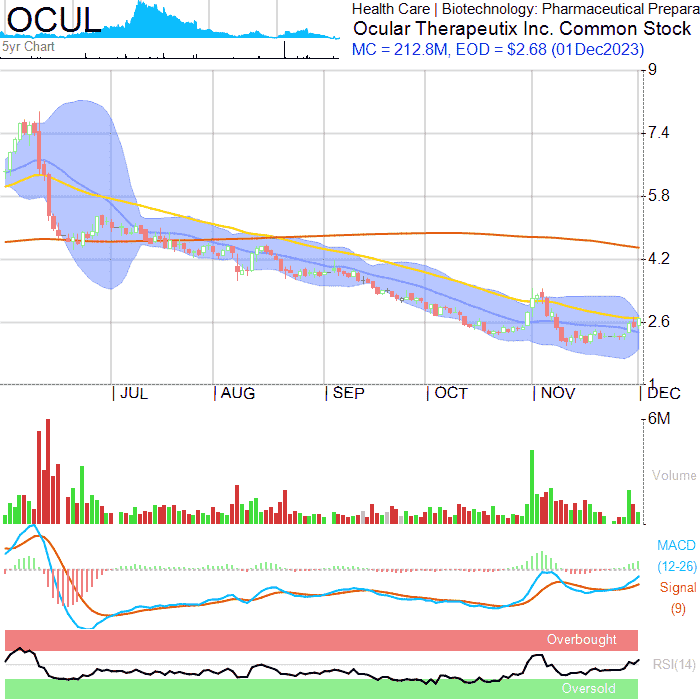 OCUL
Health Care | Biotechnology: Pharmaceutical Prepara
Ocular Therapeutix Inc. Common Stock
5yr Chart
MC = 212.8M, EOD = $2.68 (01Dec2023)
9
7.4
5.8
4.2
2.6
1
JUL AUG SEP OCT NOV DEC
6M
Volume
MACD
(12-26)
Signal
(9)
Overbought
RSI(14)
Oversold